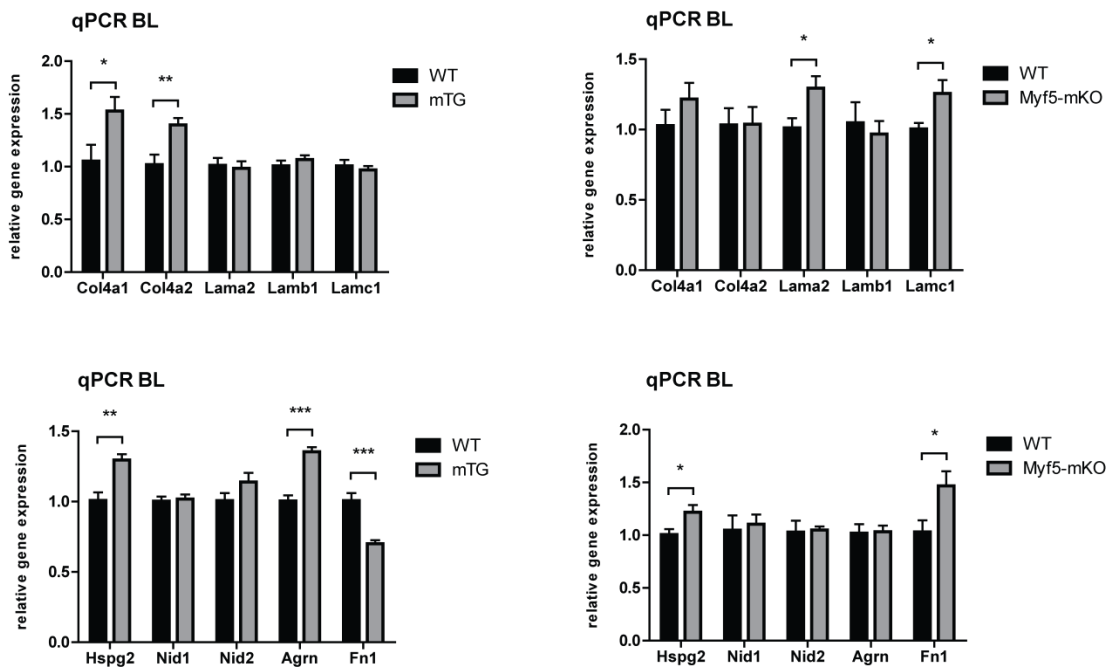 qPCR BL
relative gene expression
2.0
1.5
1.0
0.5
0.0
* **
Col4a1 Col4a2 Lama2 Lamb1 Lamc1
WT
mTG
qPCR BL
relative gene expression
1.5
1.0
0.5
0.0
* *
Col4a1 Col4a2 Lama2 Lamb1 Lamc1
WT
Myf5-mKO
qPCR BL
relative gene expression
1.5
1.0
0.5
0.0
** *** ***
Hspg2 Nid1 Nid2 Agrn Fn1
WT
mTG
qPCR BL
relative gene expression
2.0
1.5
1.0
0.5
0.0
* *
Hspg2 Nid1 Nid2 Agrn Fn1
WT
Myf5-mKO